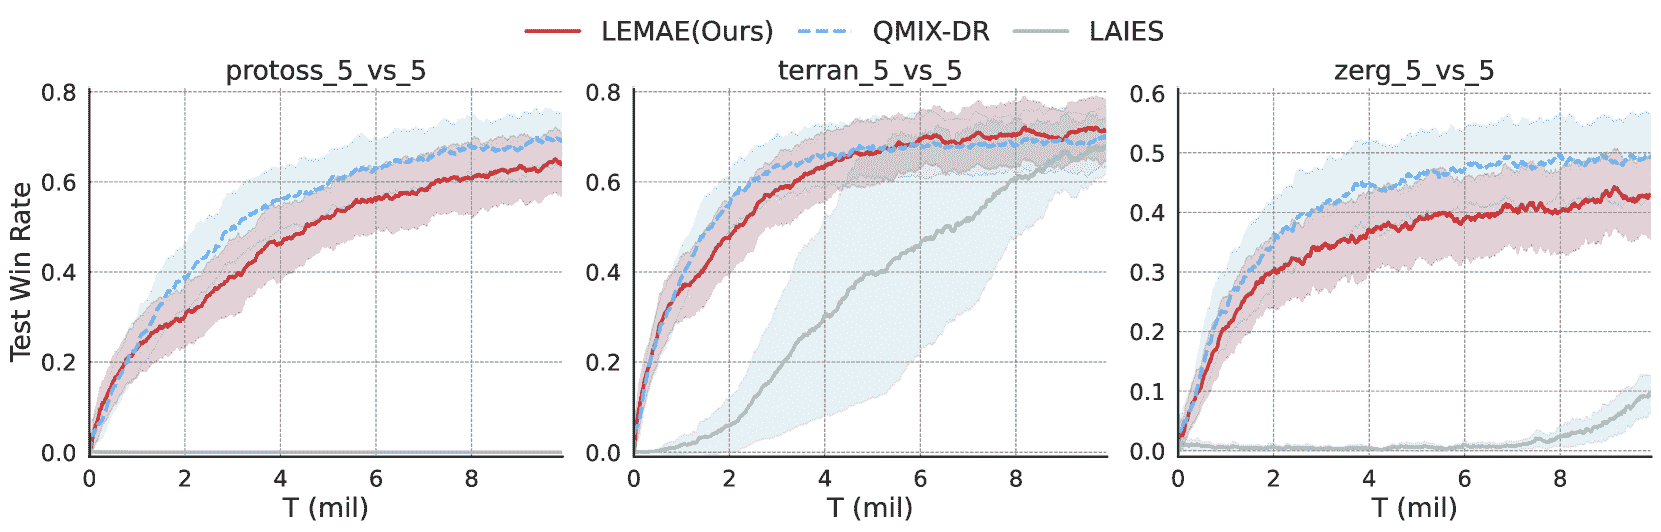 LEMAE(Ours) QMIX-DR LAIES
protoss_5_vs_5 terran_5_vs_5 zerg_5_vs_5
Test Win Rate
0.8
0.6
0.4
0.2
0.0
0 2 4 6 8
T (mil)
0.8
0.6
0.4
0.2
0.0
0 2 4 6 8
T (mil)
0.6
0.5
0.4
0.3
0.2
0.1
0.0
0 2 4 6 8
T (mil)